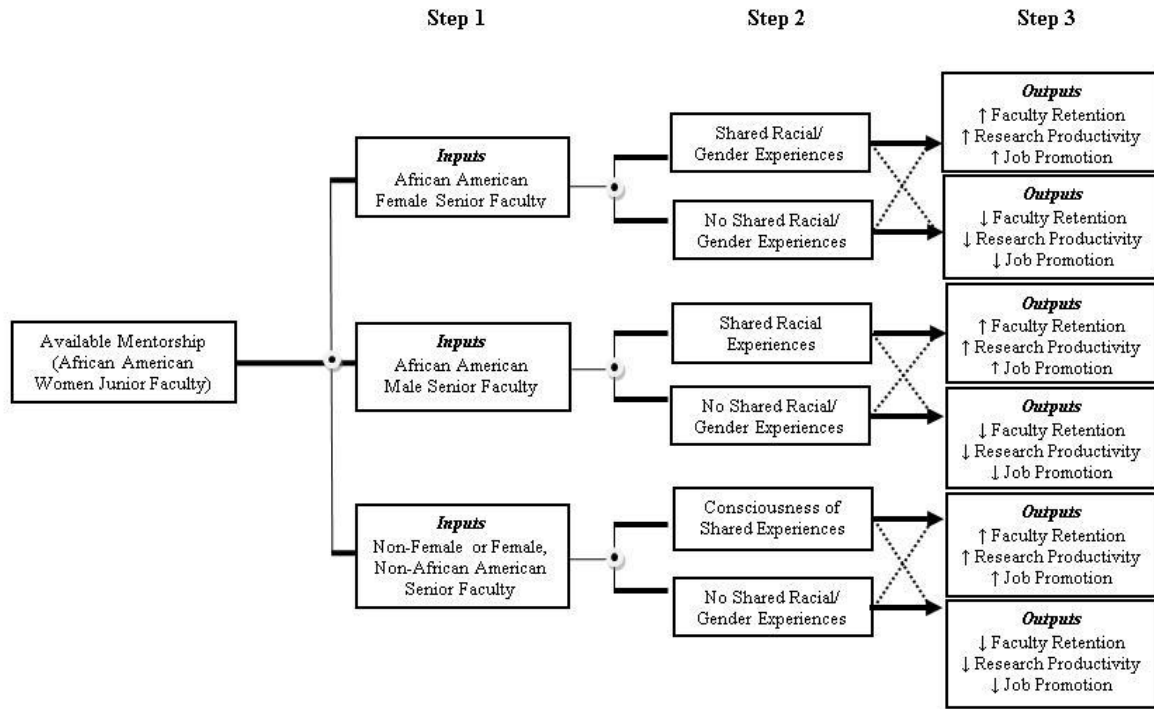 Step 1
Step 2
Step 3
Available Mentorship
(African American
Women Junior Faculty)
Inputs
African American
Female Senior Faculty
Inputs
African American
Male Senior Faculty
Inputs
Non-Female or Female,
Non-African American
Senior Faculty
Shared Racial/
Gender Experiences
No Shared Racial/
Gender Experiences
Shared Racial
Experiences
No Shared Racial/
Gender Experiences
Consciousness of
Shared Experiences
No Shared Racial/
Gender Experiences
Outputs
↑ Faculty Retention
↑ Research Productivity
↑ Job Promotion
Outputs
↓ Faculty Retention
↓ Research Productivity
↓ Job Promotion
Outputs
↑ Faculty Retention
↑ Research Productivity
↑ Job Promotion
Outputs
↓ Faculty Retention
↓ Research Productivity
↓ Job Promotion
Outputs
↑ Faculty Retention
↑ Research Productivity
↑ Job Promotion
Outputs
↓ Faculty Retention
↓ Research Productivity
↓ Job Promotion